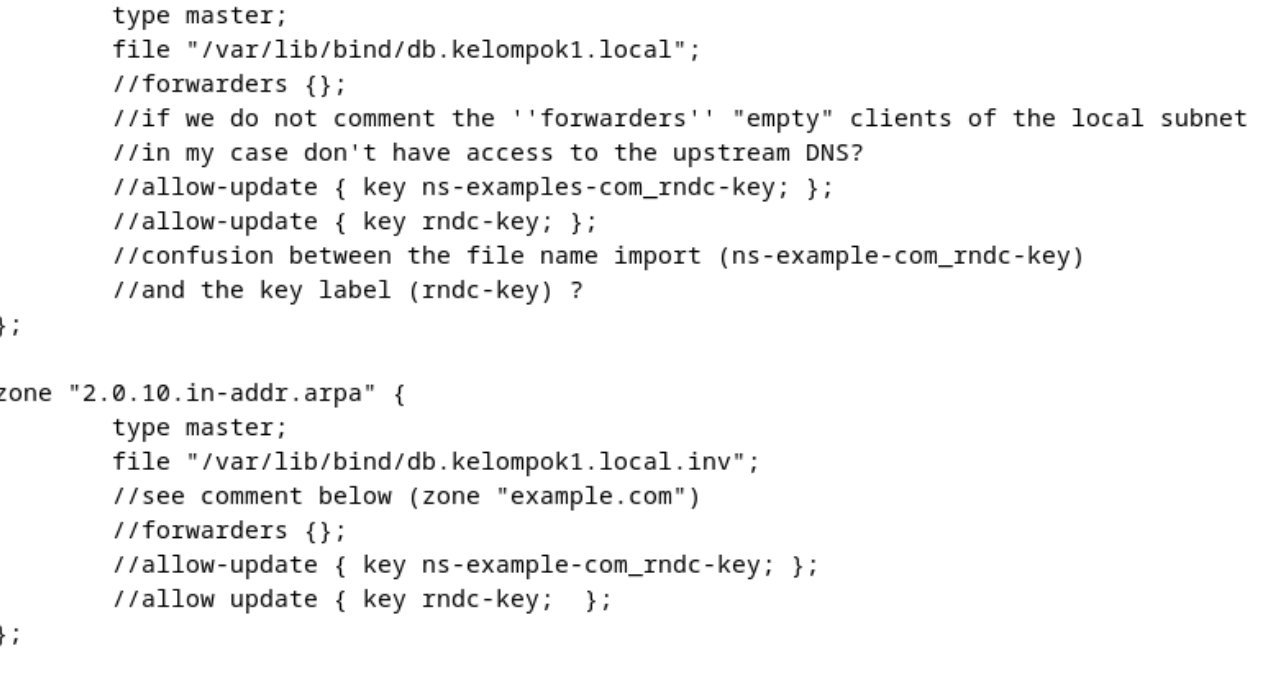 type master;
file "/var/lib/bind/db.kelompok1.local";
//forwarders {};
//if we do not comment the ''forwarders'' "empty" clients of the local subnet
//in my case don't have access to the upstream DNS?
//allow-update { key ns-examples-com_rndc-key; };
//allow-update { key rndc-key; };
//confusion between the file name import (ns-example-com_rndc-key)
//and the key label (rndc-key) ?
};
zone "2.0.10.in-addr.arpa" {
type master;
file "/var/lib/bind/db.kelompok1.local.inv";
//see comment below (zone "example.com")
//forwarders {};
//allow-update { key ns-example-com_rndc-key; };
//allow update { key rndc-key;  };
};